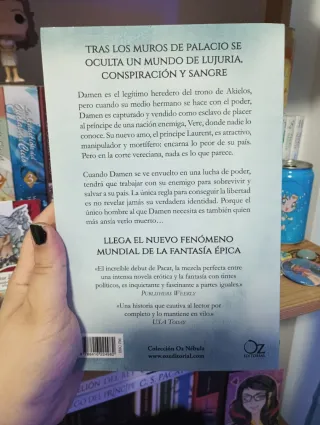 TRAS LOS MUROS DE PALACIO SE
OCULTA UN MUNDO DE LUJURIA,
CONSPIRACIÓN Y SANGRE
Damen es el legítimo heredero del trono de Akielos,
pero cuando su medio hermano se hace con el poder,
Damen es capturado y vendido como esclavo de placer
al príncipe de una nación enemiga, Vere, donde nadie lo
conoce. Su nuevo amo, el príncipe Laurent, es atractivo,
manipulador y mortífero: encarna lo peor de su país.
Pero en la corte vereciana, nada es lo que parece.
Cuando Damen se ve envuelto en una lucha de poder,
tendrá que trabajar con su enemigo para sobrevivir y
salvar a su país. La única regla para conseguir la libertad
es no revelar jamás su verdadera identidad. Porque el
único hombre al que Damen necesita es también quien
más ansía verlo muerto…
LLEGA EL NUEVO FENÓMENO
MUNDIAL DE LA FANTASÍA ÉPICA
«El increíble debut de Pacat, la mezcla perfecta entre
una intensa novela erótica y la fantasía con tintes
políticos, es inquietante y fascinante a partes iguales.»
PUBLISHERS WEEKLY
«Una historia que cautiva al lector por
completo y lo mantiene en vilo.»
USA TODAY
Colección Oz Nébula
www.ozeditorial.com
OZ
EDITORIAL